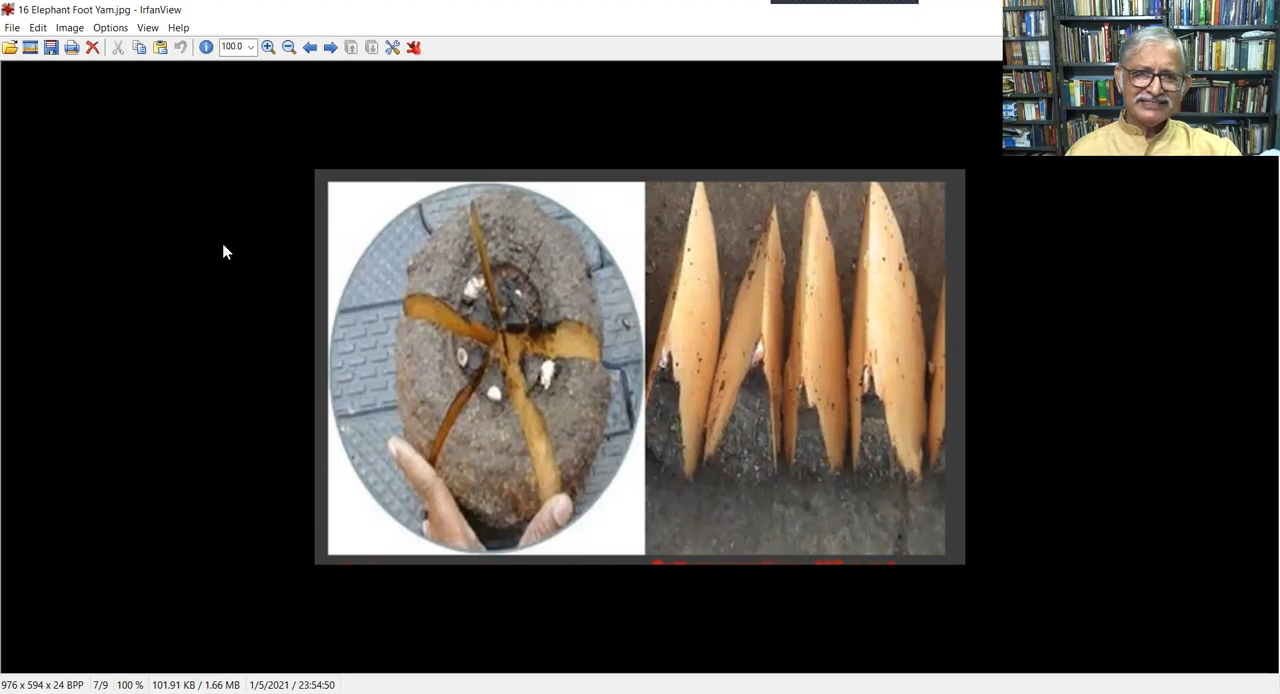 16 Elephant Foot Yam.jpg - IrfanView
File Edit Image Options View Help
100.0
976 x 594 x 24 BPP 7/9 100 % 101.91 KB / 1.66 MB 1/5/2021 / 23:54:50